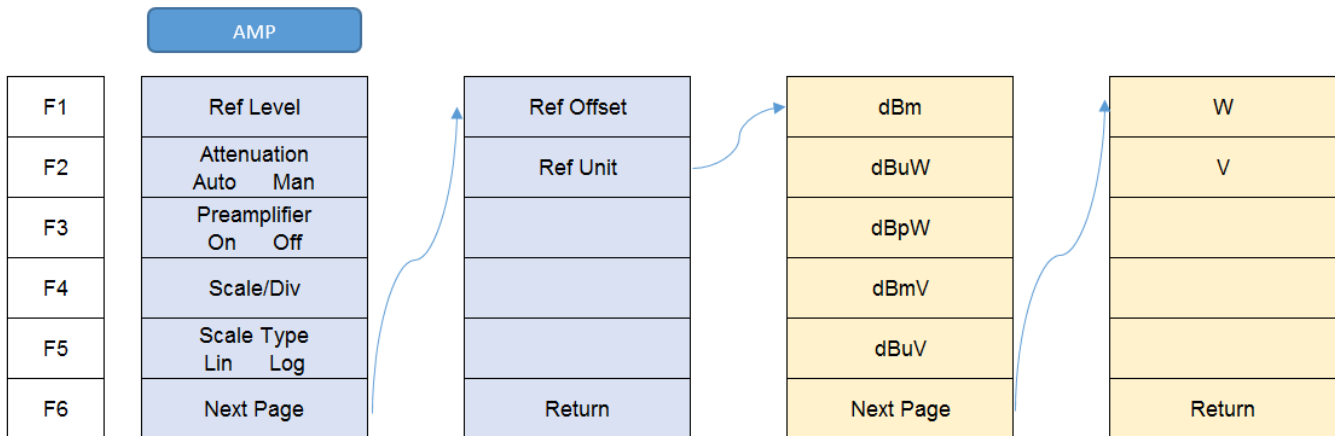 AMP
F1
Ref Level
Ref Offset
dBm
W
F2
Attenuation
Auto Man
Ref Unit
dBuW
V
F3
Preamplifier
On Off
dBpW
F4
Scale/Div
dBmV
F5
Scale Type
Lin Log
dBuV
F6
Next Page
Return
Next Page
Return